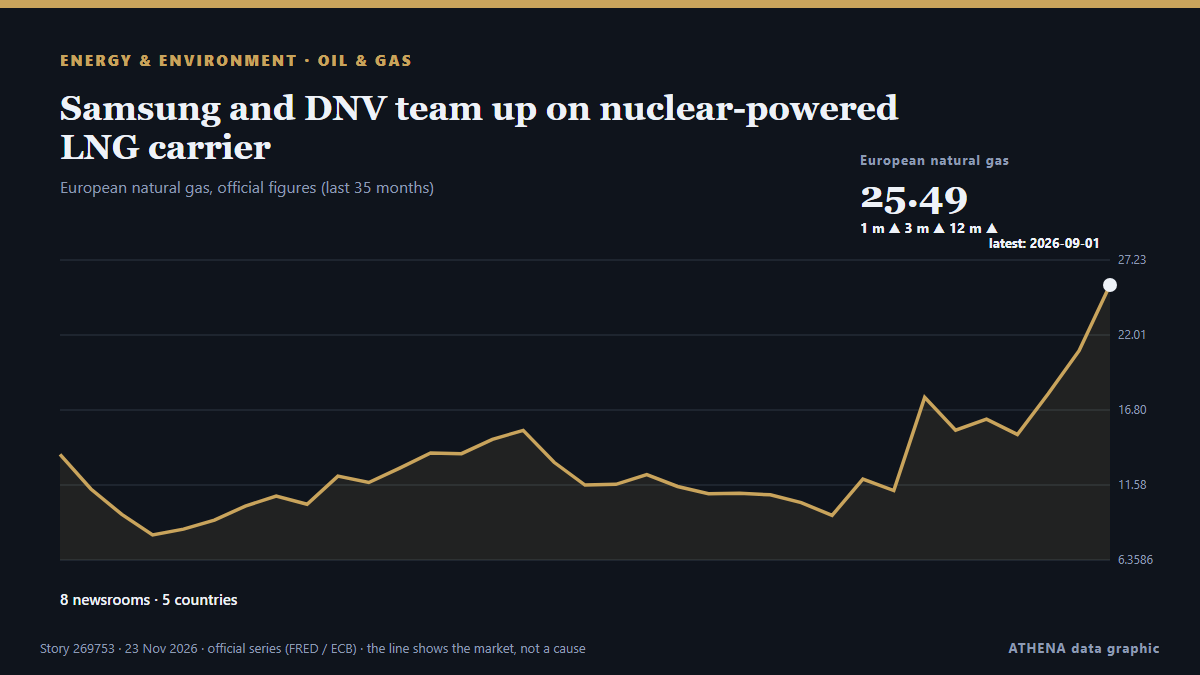 ENERGY & ENVIRONMENT · OIL & GAS
Samsung and DNV team up on nuclear-powered
LNG carrier
European natural gas, official figures (last 35 months)
European natural gas
25.49
1 m ▲ 3 m ▲ 12 m ▲
latest: 2026-09-01
27.23
22.01
16.80
11.58
6.3586
8 newsrooms · 5 countries
Story 269753 · 23 Nov 2026 · official series (FRED / ECB) · the line shows the market, not a cause
ATHENA data graphic